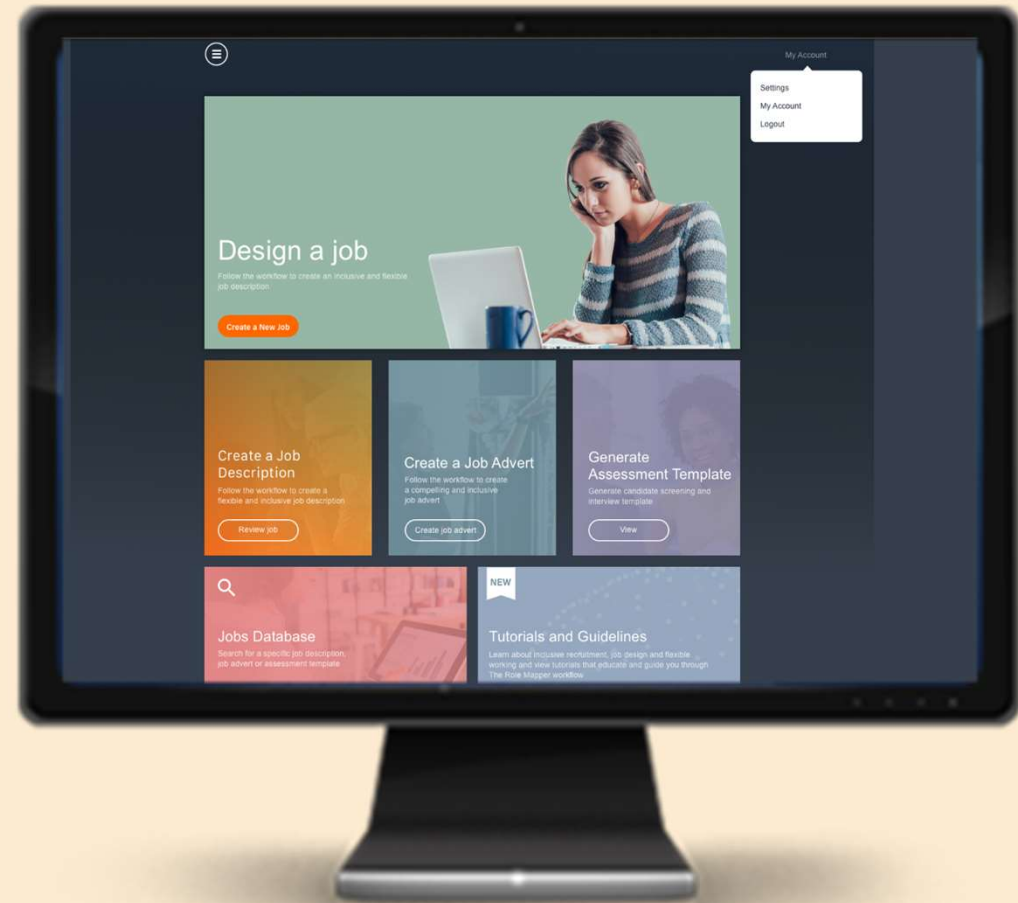 My Account
Settings
My Account
Logout
Design a job
Follow the workflow to create an inclusive and flexible
job description
Create a New Job
Create a Job
Description
Follow the workflow to create a
flexible and inclusive job description
Review job
Create a Job Advert
Follow the workflow to create
a compelling and inclusive
job advert
Create job advert
Generate
Assessment Template
Generate candidate screening and
interview template
View
Jobs Database
Search for a specific job description,
job advert or assessment template
NEW
Tutorials and Guidelines
Learn about inclusive recruitment, job design and flexible
working and view tutorials that educate and guide you through
The Role Mapper workflow